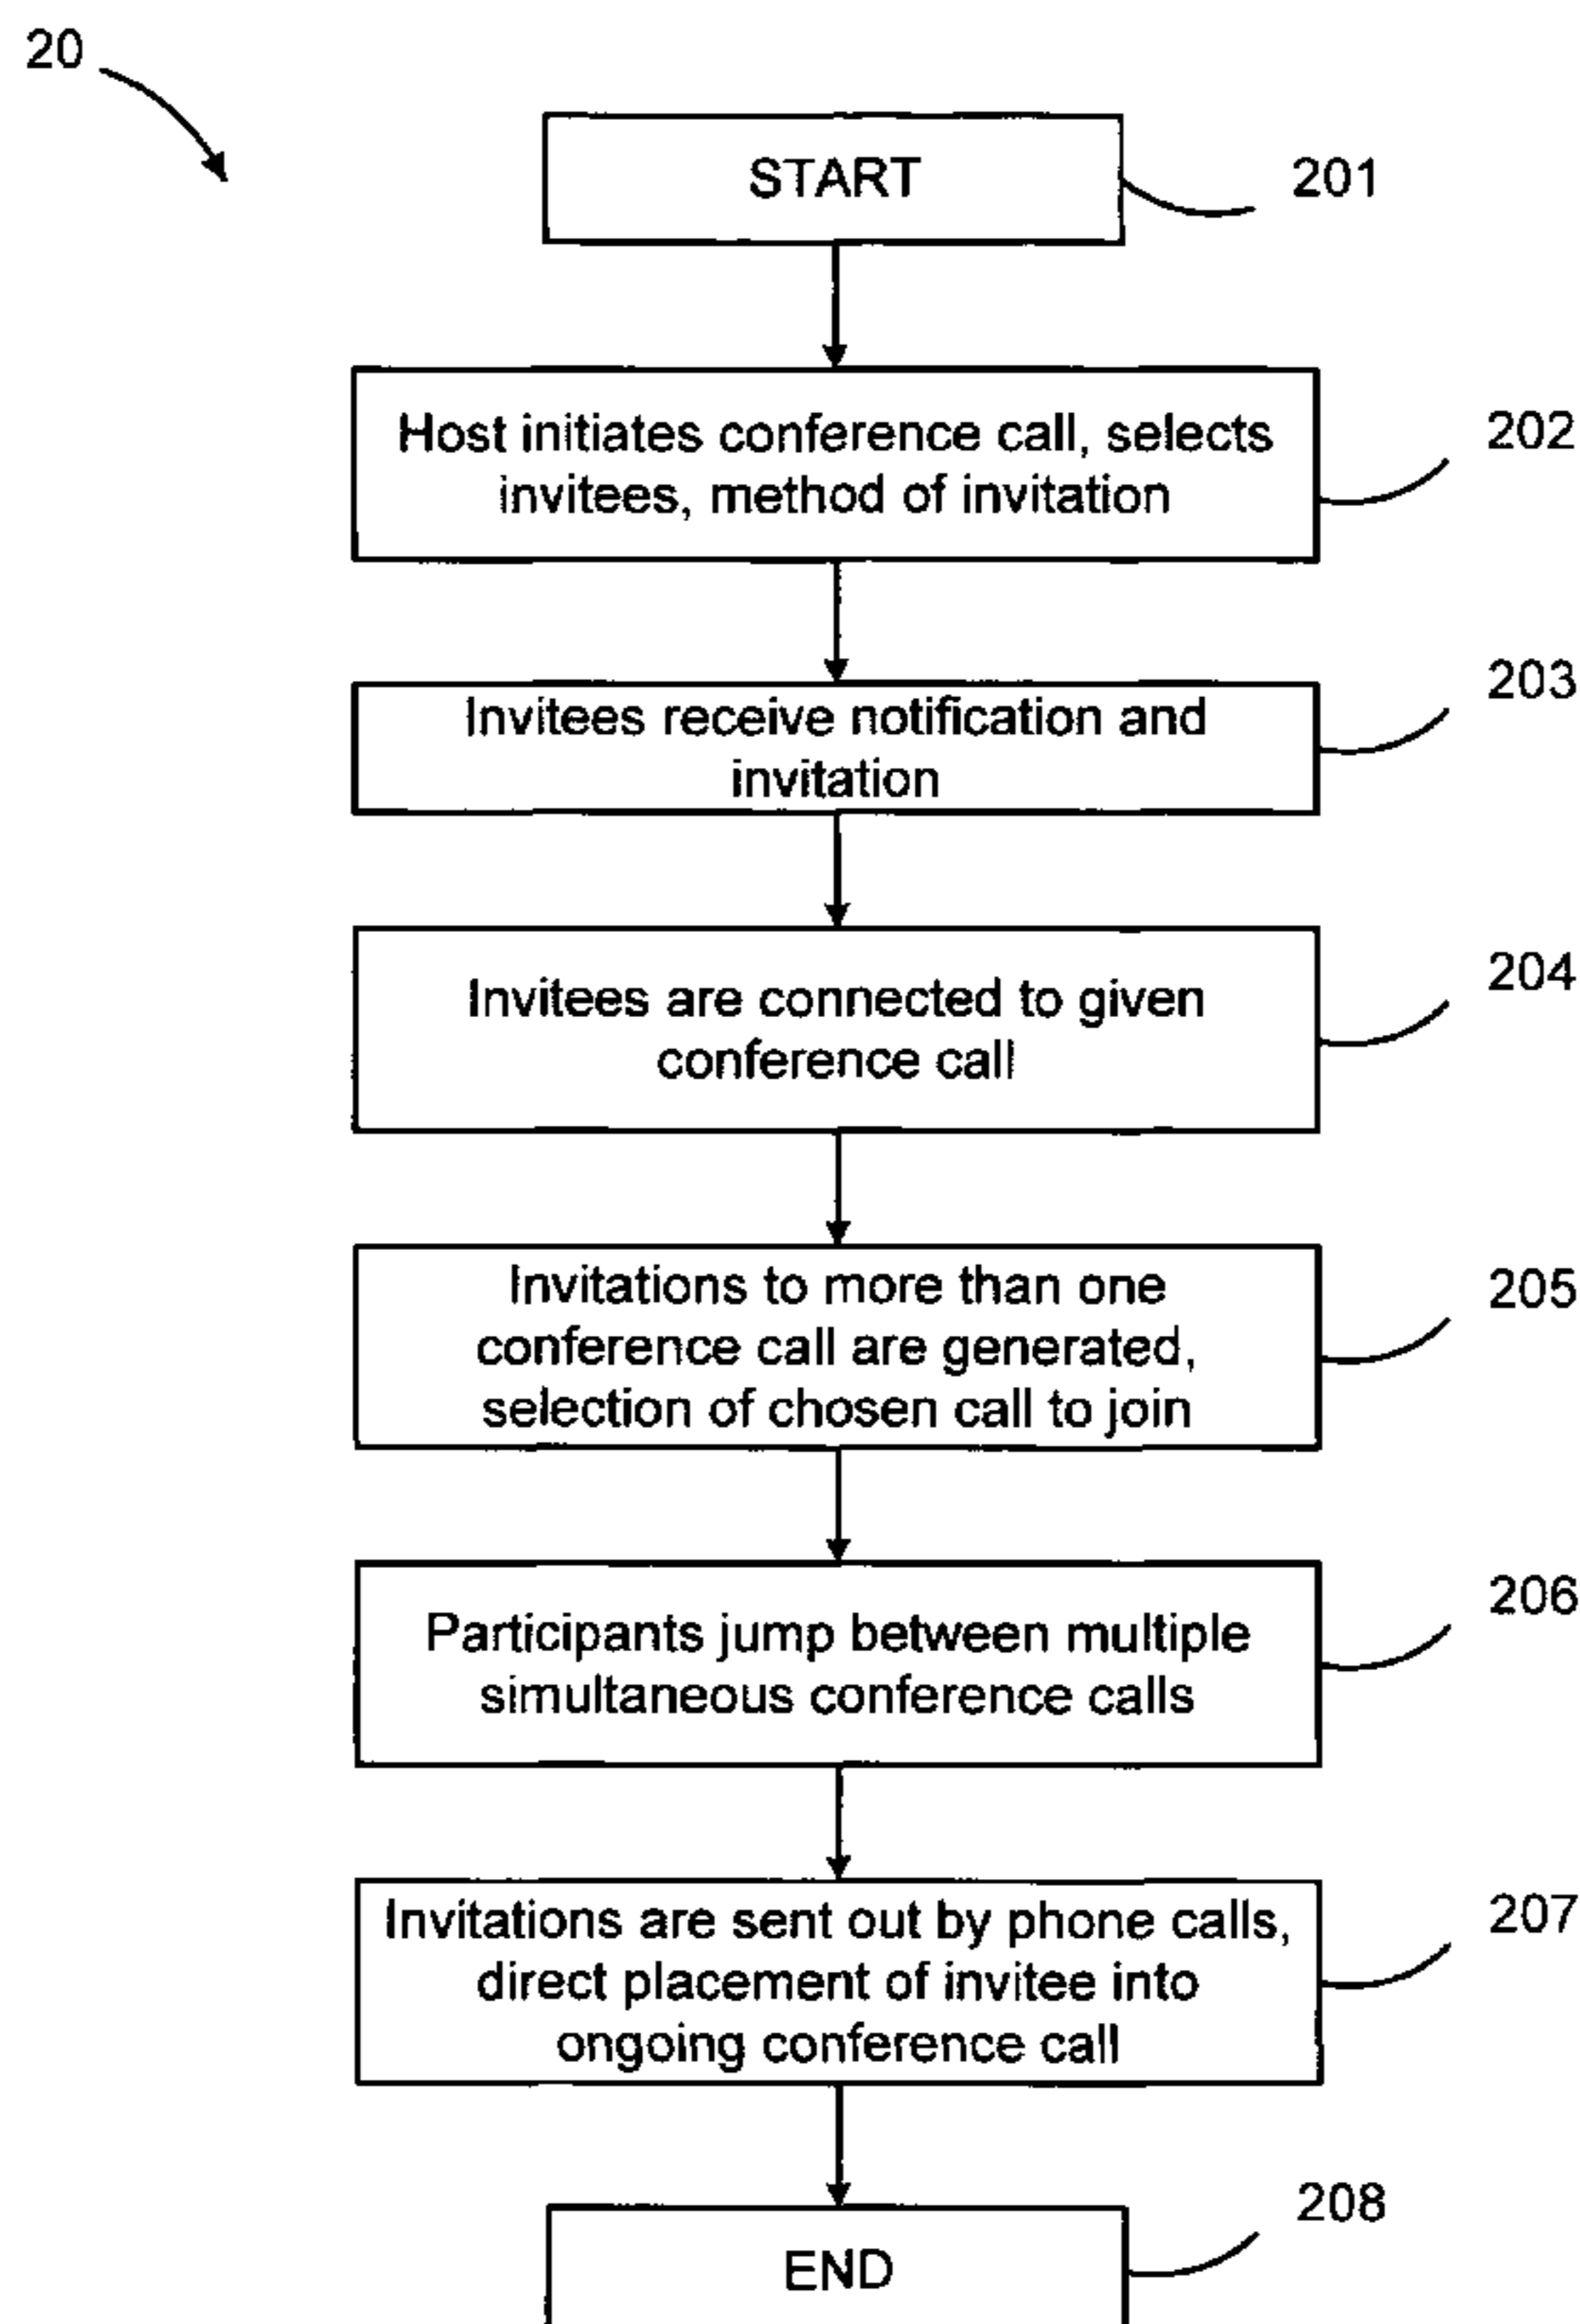 20
START
201
Host initiates conference call, selects
invitees, method of invitation
202
Invitees receive notification and
invitation
203
Invitees are connected to given
conference call
204
Invitations to more than one
conference call are generated,
selection of chosen call to join
205
Participants jump between multiple
simultaneous conference calls
206
Invitations are sent out by phone calls,
direct placement of invitee into
ongoing conference call
207
END
208